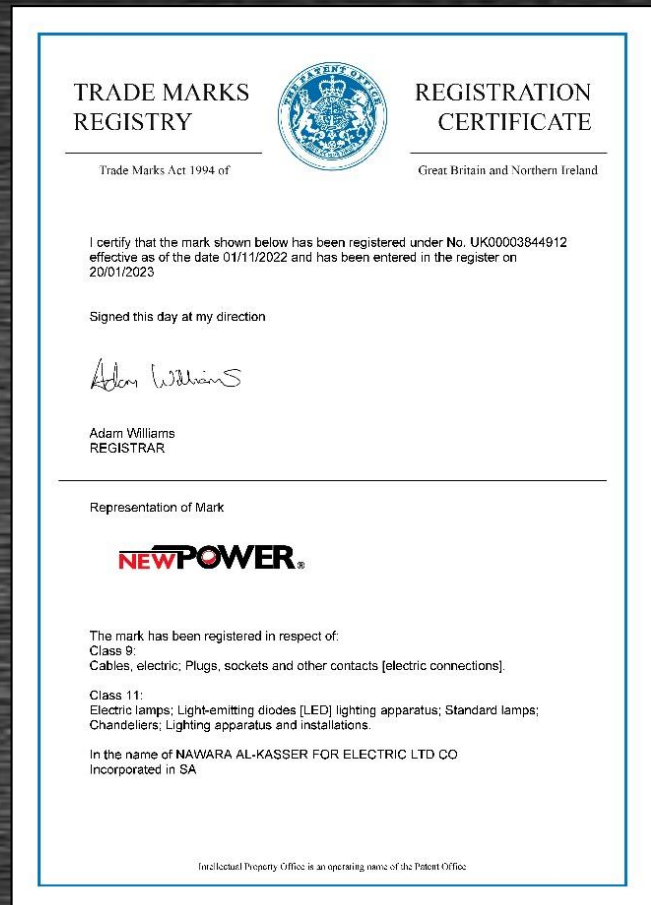 TRADE MARKS
REGISTRY
THE PATENT OFFICE
REGISTRATION
CERTIFICATE
Trade Marks Act 1994 of
Great Britain and Northern Ireland
I certify that the mark shown below has been registered under No. UK00003844912
effective as of the date 01/11/2022 and has been entered in the register on
20/01/2023
Signed this day at my direction
Adam Williams
Adam Williams
REGISTRAR
Representation of Mark
NEWPOWER®
The mark has been registered in respect of:
Class 9:
Cables, electric; Plugs, sockets and other contacts [electric connections].
Class 11:
Electric lamps; Light-emitting diodes [LED] lighting apparatus; Standard lamps;
Chandeliers; Lighting apparatus and installations.
In the name of NAWARA AL-KASSER FOR ELECTRIC LTD CO
Incorporated in SA
Intellectual Property Office is an operating name of the Patent Office